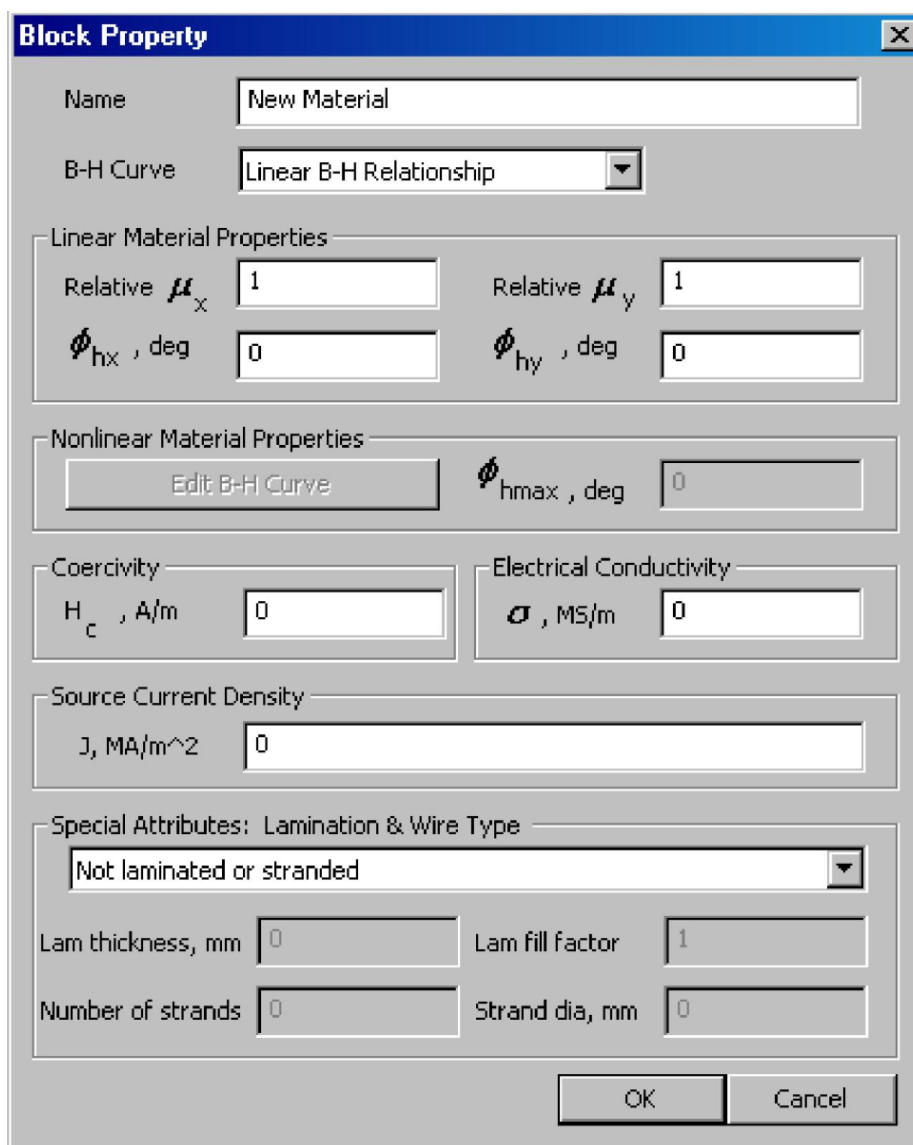 Block Property
Name New Material
B-H Curve Linear B-H Relationship
Linear Material Properties
Relative μx 1 Relative μy 1
ϕhx , deg 0 ϕhy , deg 0
Nonlinear Material Properties
Edit B-H Curve ϕhmax , deg 0
Coercivity Electrical Conductivity
Hc , A/m 0 σ , MS/m 0
Source Current Density
J, MA/m^2 0
Special Attributes: Lamination & Wire Type
Not laminated or stranded
Lam thickness, mm 0 Lam fill factor 1
Number of strands 0 Strand dia, mm 0
OK Cancel